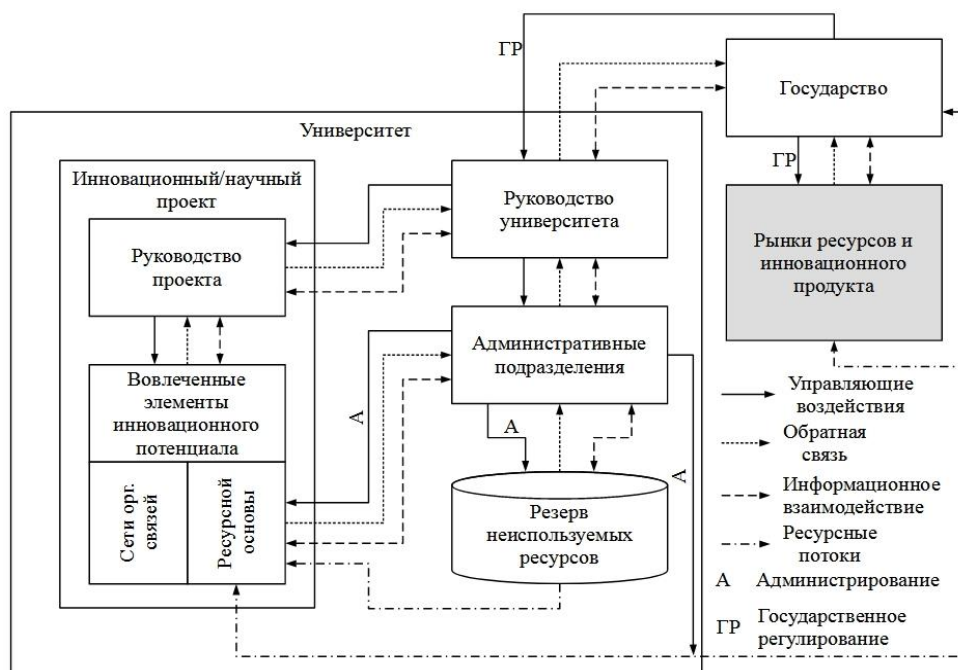 ГР
Государство
Университет
ГР
Инновационный/научный
проект
Руководство
университета
Руководство
проекта
Рынки ресурсов и
инновационного
продукта
Административные
подразделения
Вовлеченные
элементы
инновационного
потенциала
Управляющие
воздействия
А
А
Обратная
связь
А
Сети орг.
связей
Ресурсной
основы
Резерв
неиспользуемых
ресурсов
Информационное
взаимодействие
Ресурсные
потоки
А Администрирование
ГР Государственное
регулирование